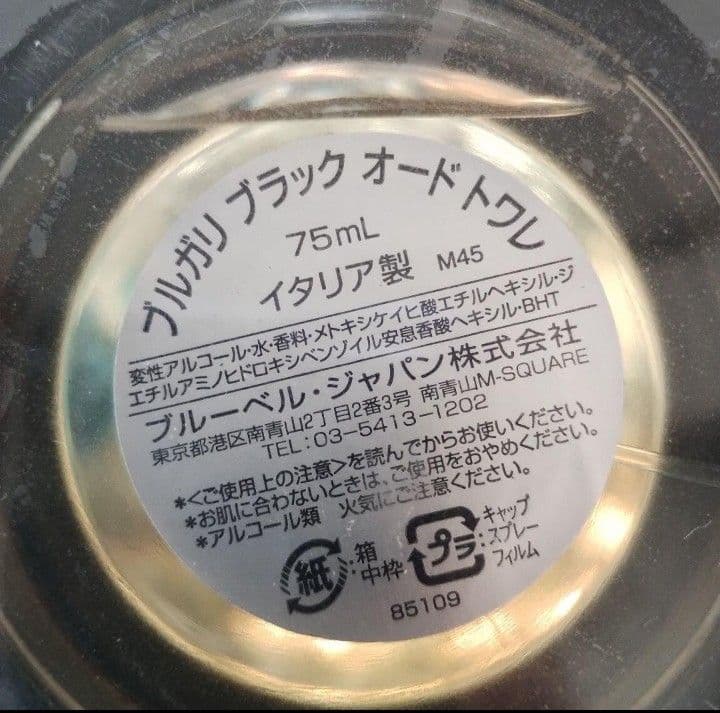 ブルガリ ブラック オードトワレ
75mL
イタリア製 M45
変性アルコール・水・香料・メトキシケイヒ酸エチルヘキシル・ジ
エチルアミノヒドロキシベンゾイル安息香酸ヘキシル・BHT
ブルーベル・ジャパン株式会社
東京都港区南青山2丁目2番3号 南青山M-SQUARE
TEL:03-5413-1202
*<ご使用上の注意>を読んでからお使いください。
*お肌に合わないときは、ご使用をおやめください。
*アルコール類 火気にご注意ください。
紙:箱
中枠
プラ:キャップ
スプレー
フィルム
85109